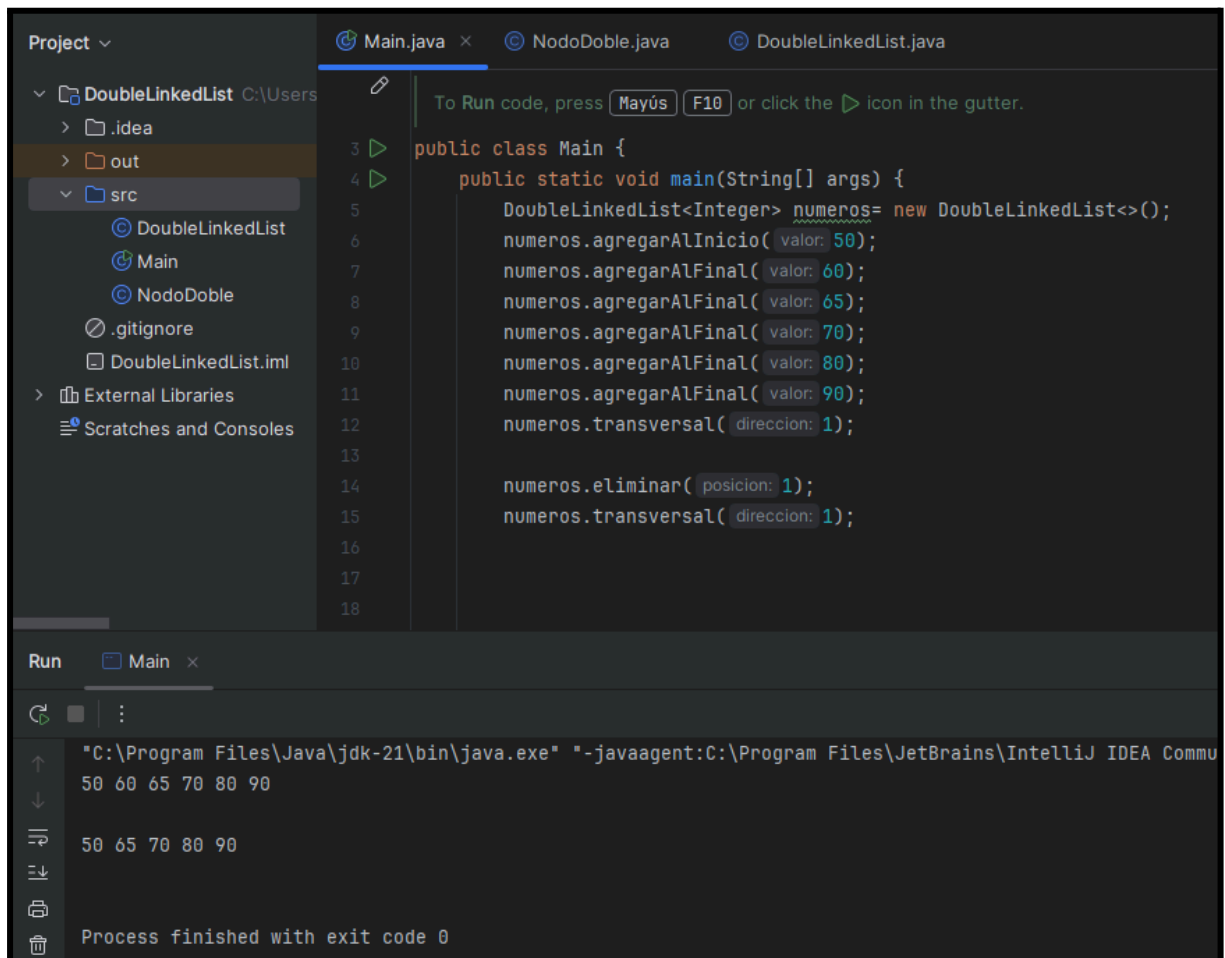 Project
Main.java
NodoDoble.java
DoubleLinkedList.java
DoubleLinkedList C:\Users
.idea
out
src
DoubleLinkedList
Main
NodoDoble
.gitignore
DoubleLinkedList.iml
External Libraries
Scratches and Consoles
To Run code, press Mayús F10 or click the icon in the gutter.
3 public class Main {
4 public static void main(String[] args) {
5 DoubleLinkedList<Integer> numeros= new DoubleLinkedList<>();
6 numeros.agregarAlInicio( valor: 50);
7 numeros.agregarAlFinal( valor: 60);
8 numeros.agregarAlFinal( valor: 65);
9 numeros.agregarAlFinal( valor: 70);
10 numeros.agregarAlFinal( valor: 80);
11 numeros.agregarAlFinal( valor: 90);
12 numeros.transversal( direccion: 1);
13
14 numeros.eliminar( posicion: 1);
15 numeros.transversal( direccion: 1);
16
17
18
Run
Main
"C:\Program Files\Java\jdk-21\bin\java.exe" "-javaagent:C:\Program Files\JetBrains\IntelliJ IDEA Commu
50 60 65 70 80 90
50 65 70 80 90
Process finished with exit code 0